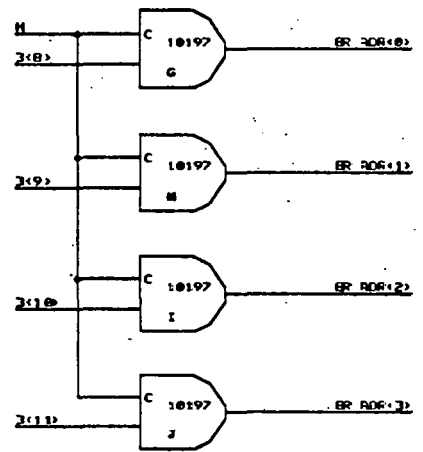 M
C
10197
BR ADR<0>
J<8>
G
C
10197
BR ADR<1>
J<9>
C
10197
BR ADR<2>
J<10>
I
C
10197
BR ADR<3>
J<11>
J